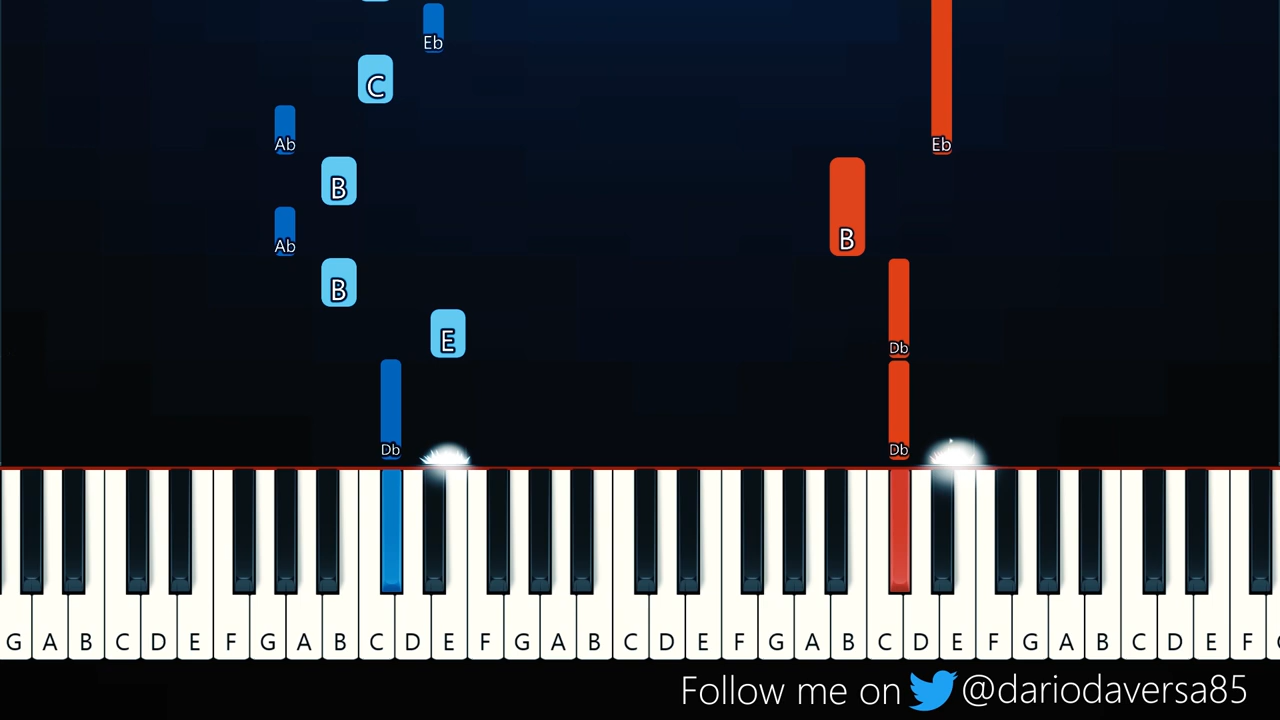 Eb
C
Ab Eb
B
B
Ab
B
E Db
Db Db
G A B C D E F G A B C D E F G A B C D E F G A B C D E F G A B C D E F
Follow me on @dariodaversa85